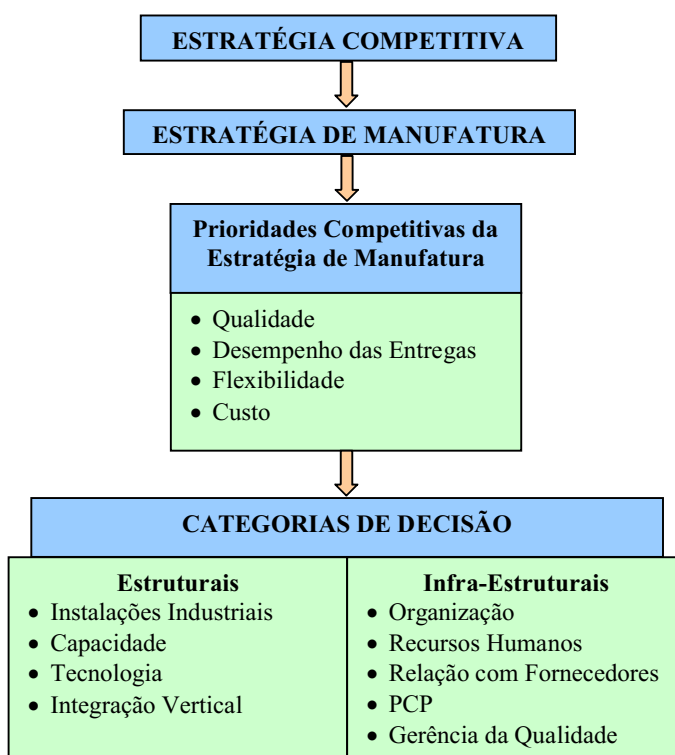 ESTRATÉGIA COMPETITIVA
ESTRATÉGIA DE MANUFATURA
Prioridades Competitivas da
Estratégia de Manufatura
• Qualidade
• Desempenho das Entregas
• Flexibilidade
• Custo
CATEGORIAS DE DECISÃO
Estruturais
• Instalações Industriais
• Capacidade
• Tecnologia
• Integração Vertical
Infra-Estruturais
• Organização
• Recursos Humanos
• Relação com Fornecedores
• PCP
• Gerência da Qualidade